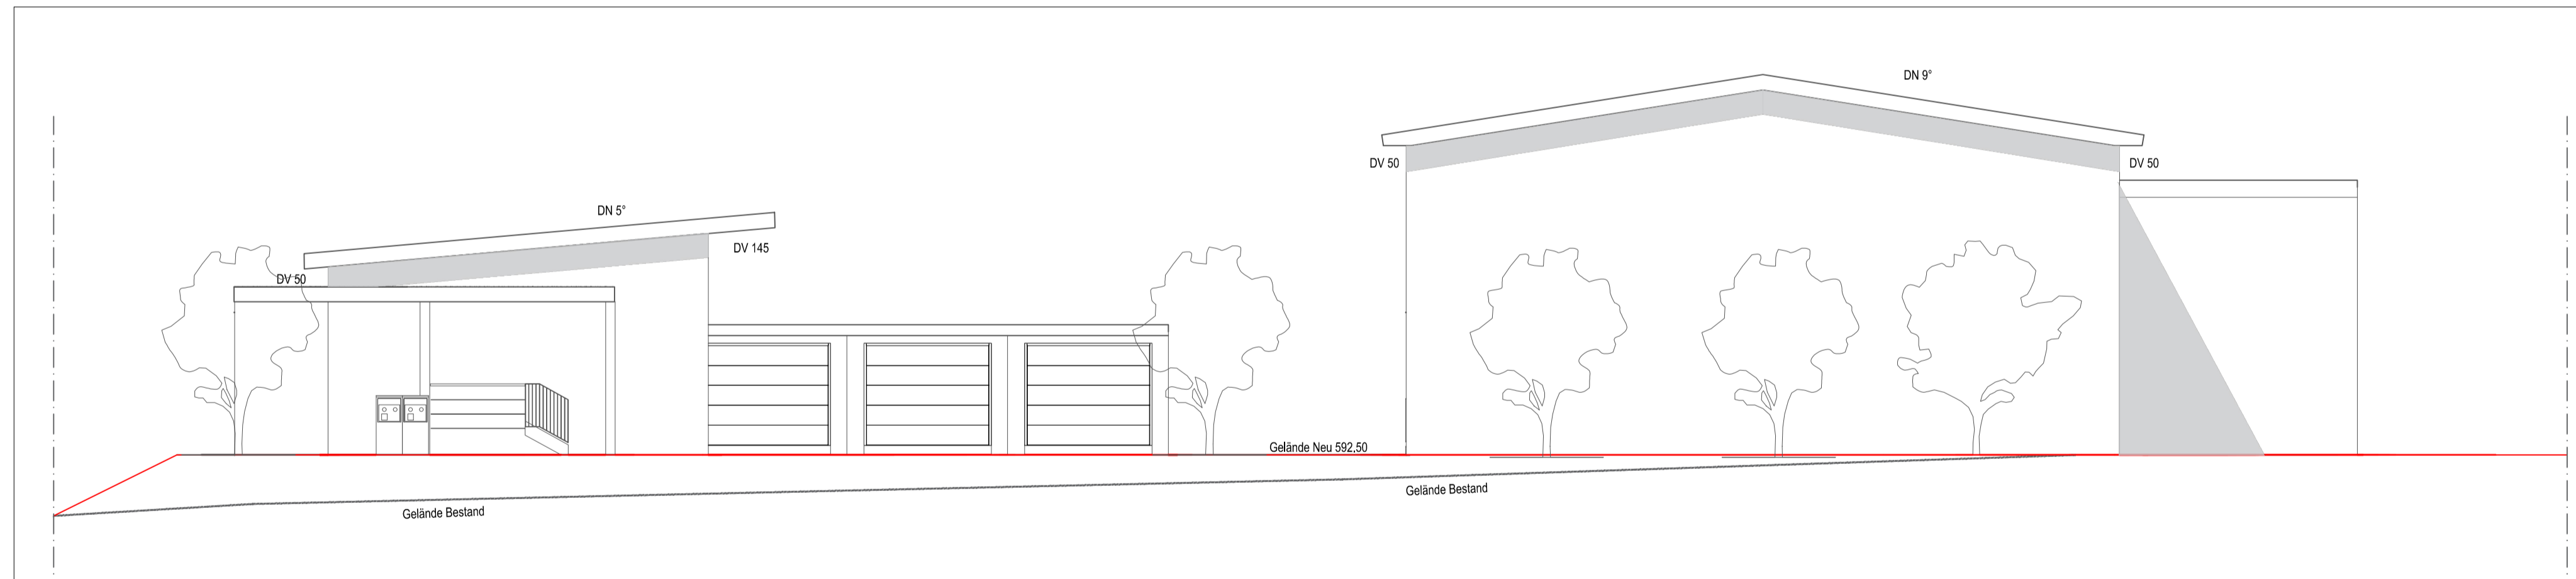 DN 9°
DV 50
DV 50
DN 5°
DV 145
DV 50
Gelände Neu 592,50
Gelände Bestand
Gelände Bestand